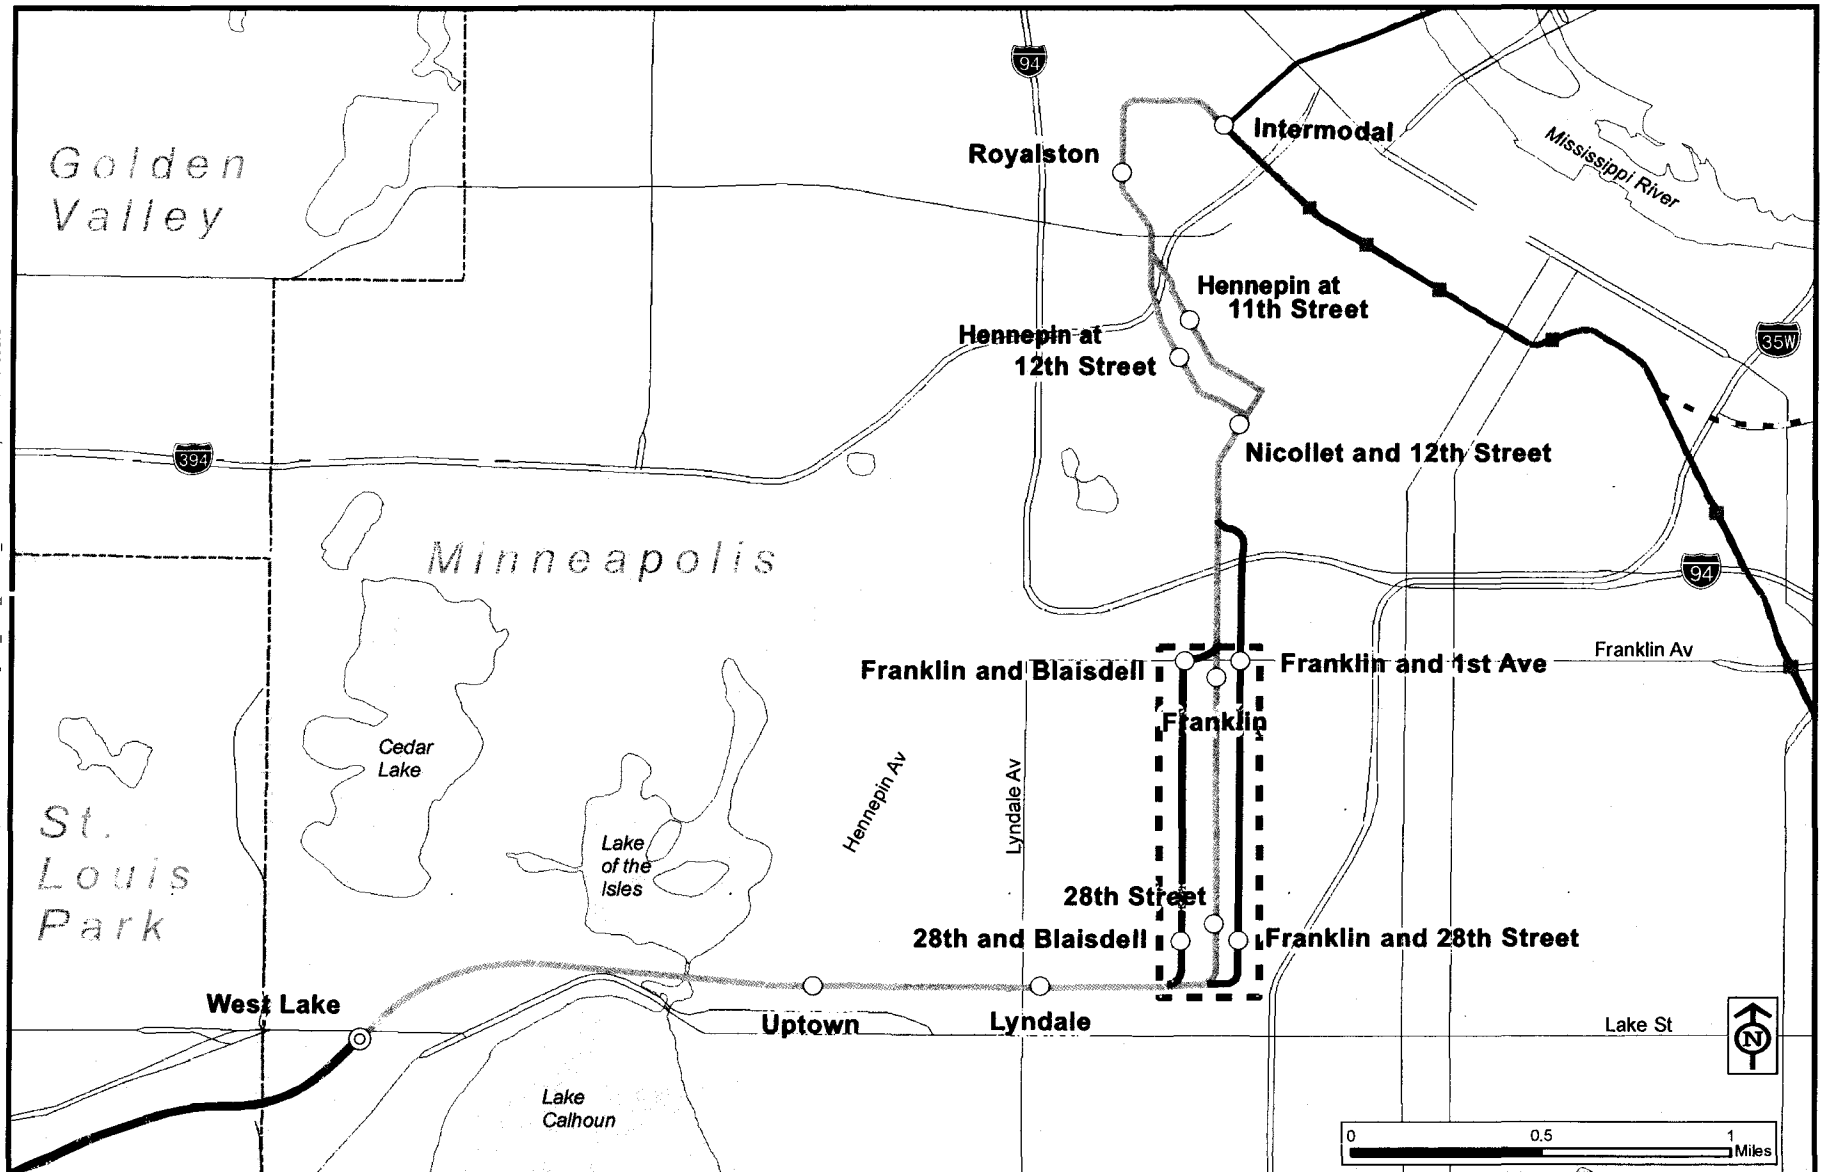 94
Intermodal
Royalston
Mississippi River
Golden
Valley
Hennepin at
11th Street
Hennepin at
12th Street
35W
394
Nicollet and 12th Street
Minneapolis
94
Franklin Av
Franklin and Blaisdell
Franklin and 1st Ave
Franklin
Cedar
Lake
Hennepin Av
Lyndale Av
St.
Louis
Park
Lake
of the
Isles
28th Street
28th and Blaisdell
Franklin and 28th Street
West Lake
Uptown
Lyndale
Lake St
N
Lake
Calhoun
0 0.5 1
Miles